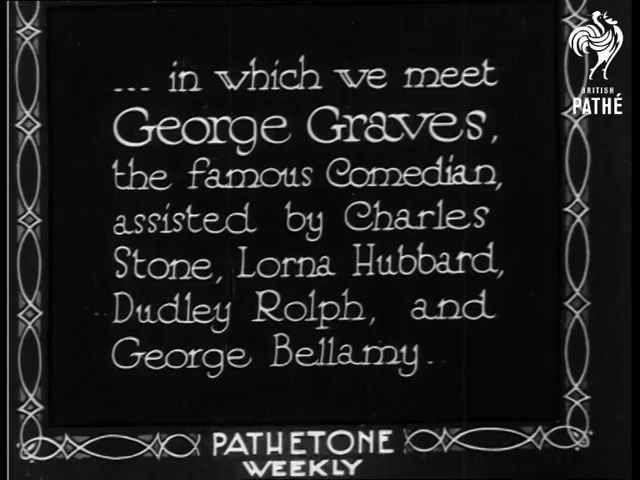 ... in which we meet
George Graves,
the famous Comedian,
assisted by Charles
Stone, Lorna Hubbard,
Dudley Rolph, and
George Bellamy.
PATHETONE
WEEKLY
BRITISH
PATHÉ